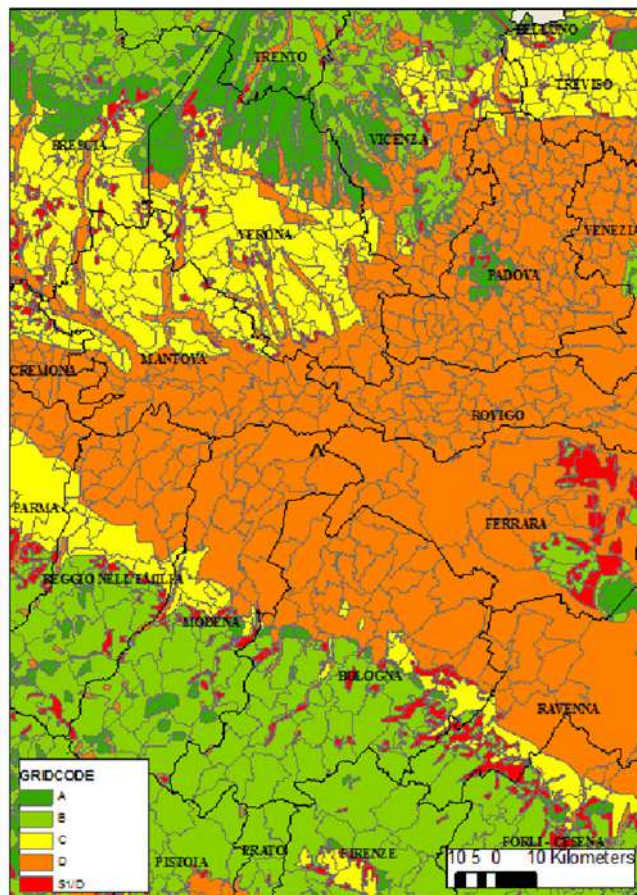 BELLUNO
TRENTO
TREVISO
BRESCIA
VICENZA
VERONA
VENEZIA
PADOVA
MANTOVA
CREMONA
ROVIGO
PARMA
FERRARA
REGGIO NELL'EMILIA
MODENA
BOLOGNA
RAVENNA
GRIDCODE
A
B
C
D
S1/D
FORLI - CESENA
PISTOIA
PRATO
FIRENZE
10 5 0 10 Kilometers